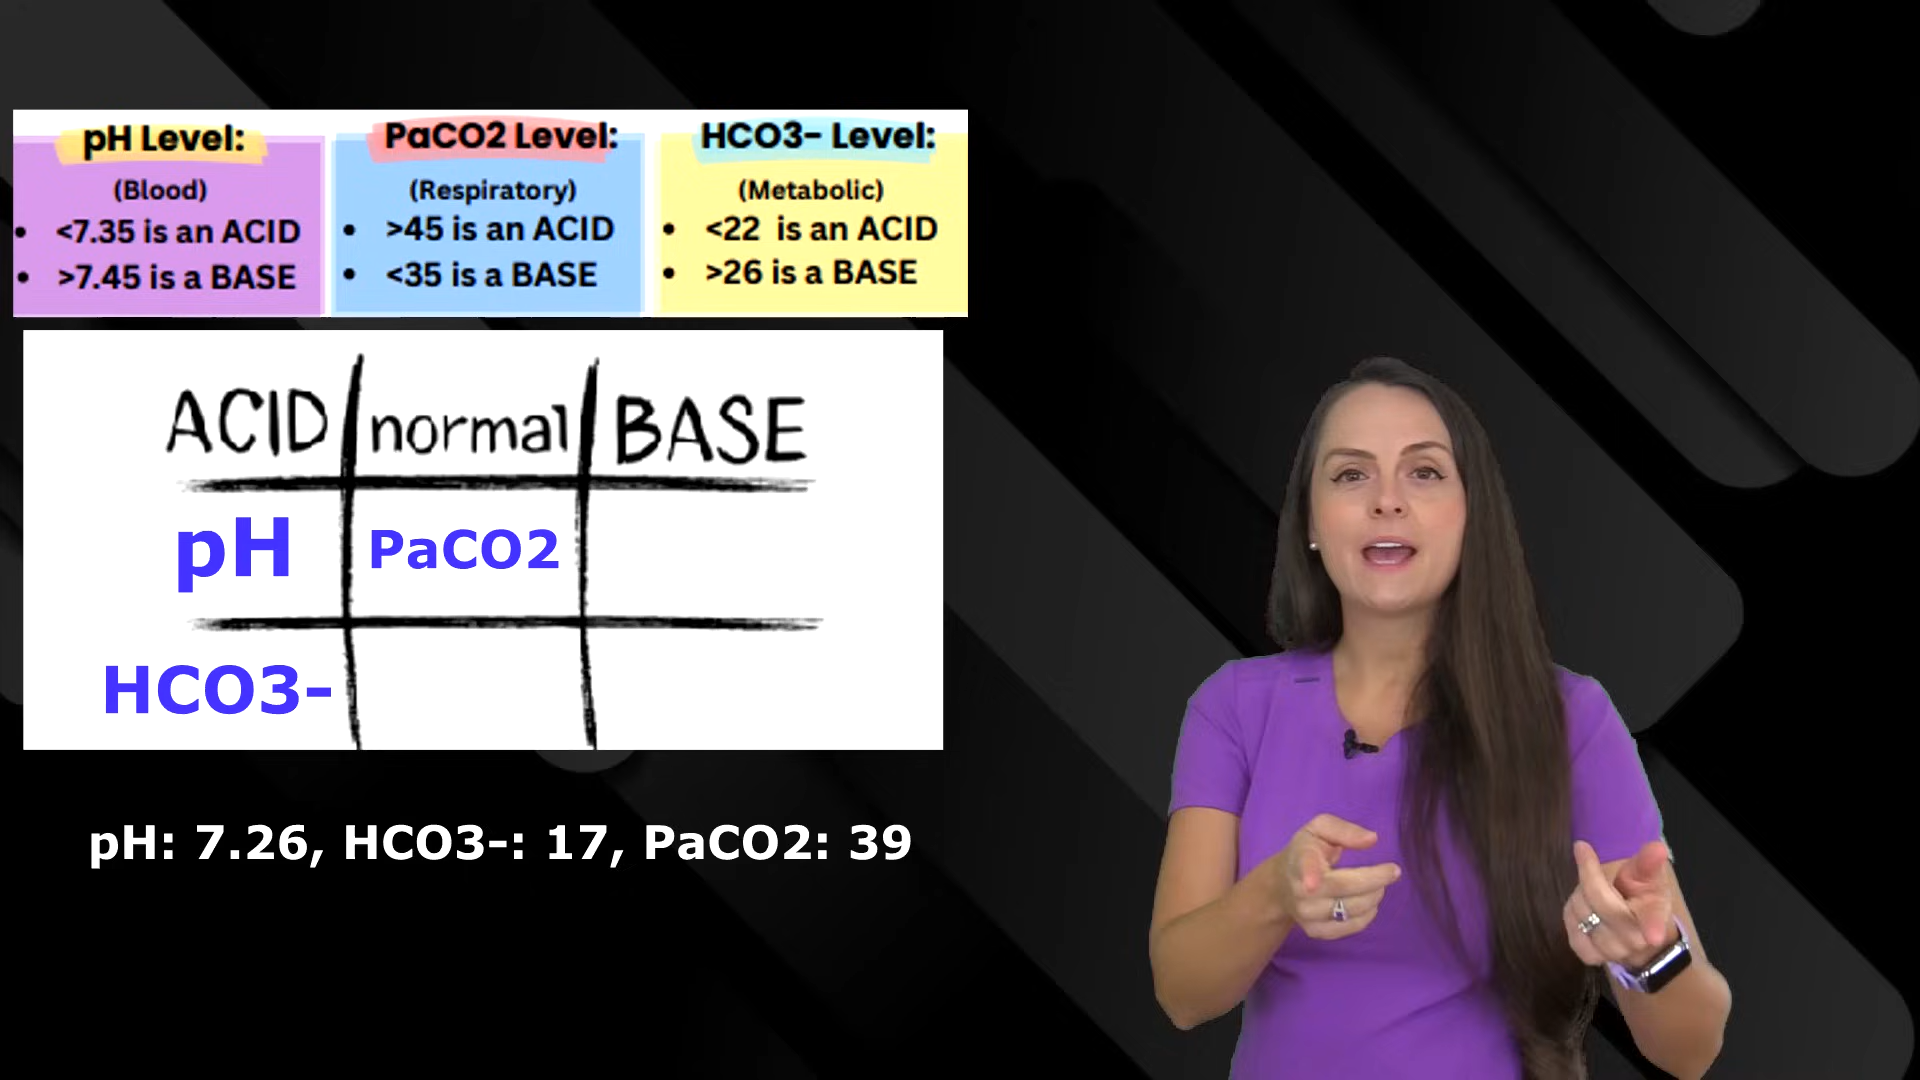 pH Level:
(Blood)
• <7.35 is an ACID
• >7.45 is a BASE
PaCO2 Level:
(Respiratory)
• >45 is an ACID
• <35 is a BASE
HCO3- Level:
(Metabolic)
• <22 is an ACID
• >26 is a BASE
ACID normal BASE
pH PaCO2
HCO3-
pH: 7.26, HCO3-: 17, PaCO2: 39